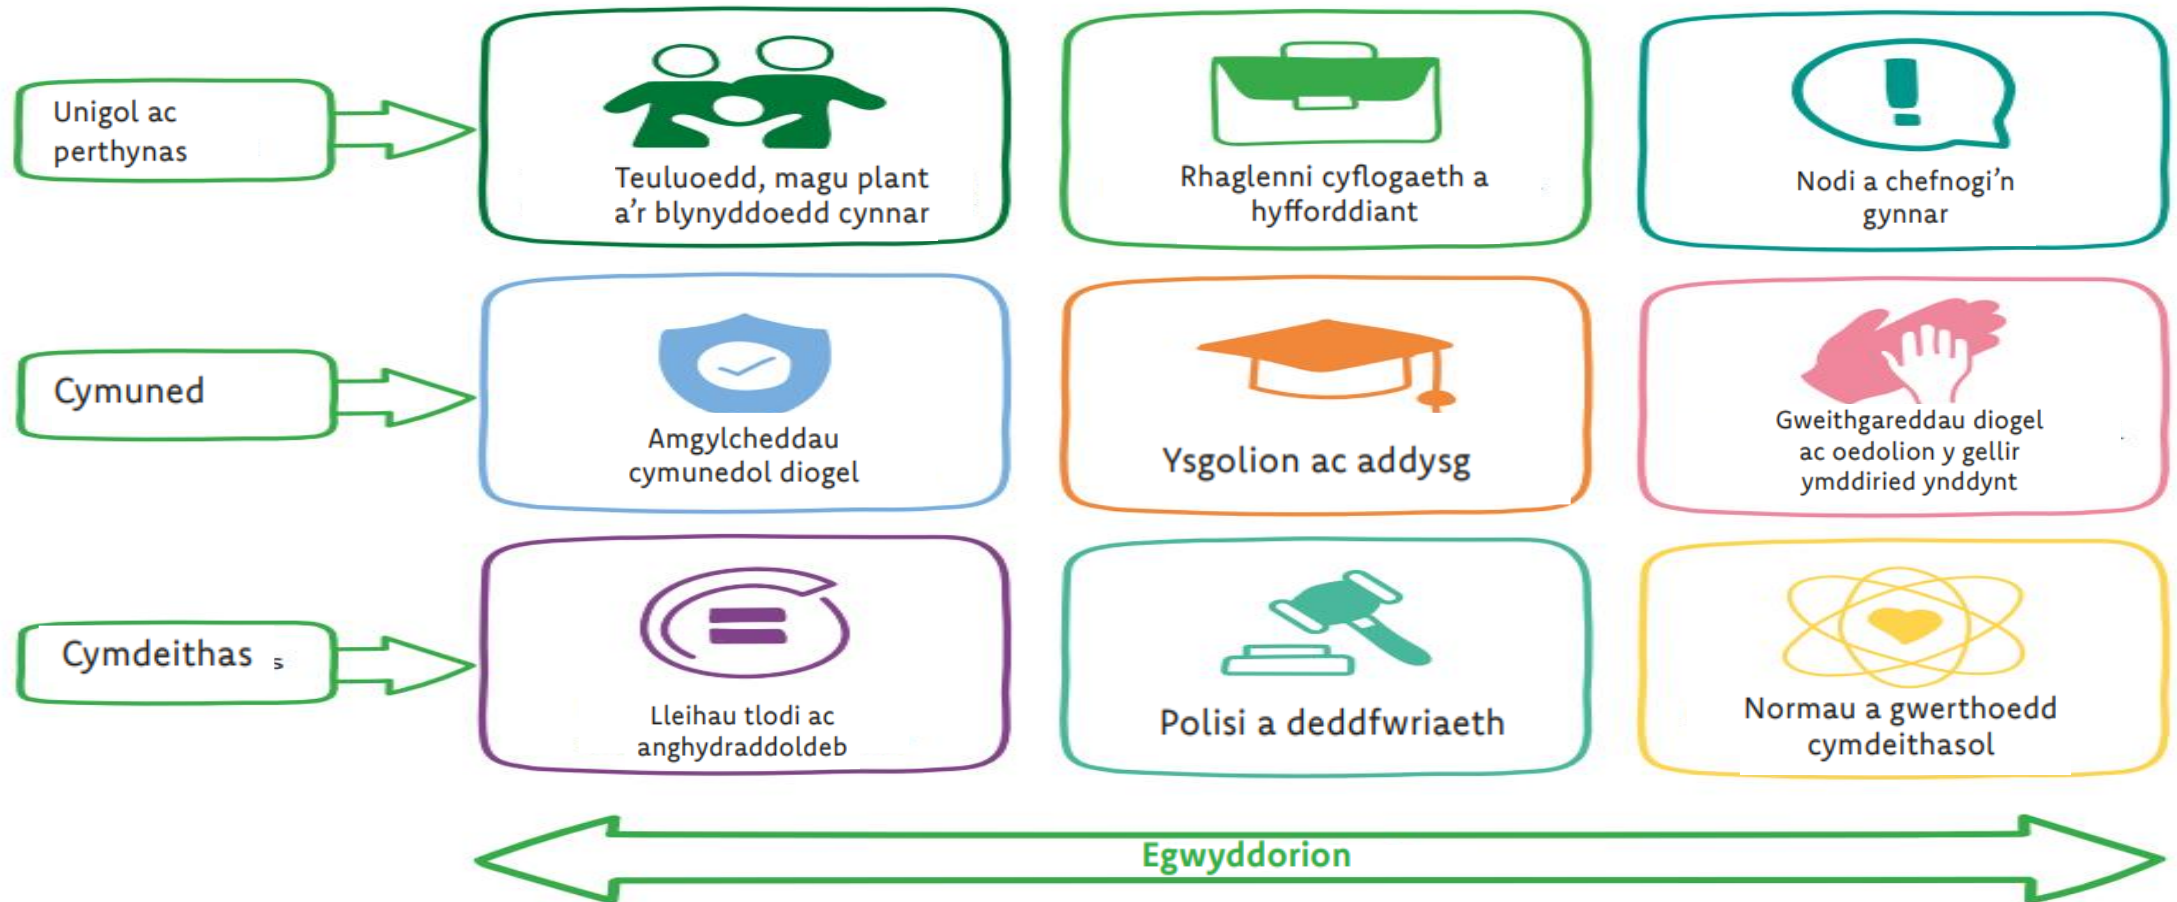 Unigol ac
perthynas
Teuluoedd, magu plant
a'r blynyddoedd cynnar
Rhaglenni cyflogaeth a
hyfforddiant
Nodi a chefnogi'n
gynnar
Cymuned
Amgylcheddau
cymunedol diogel
Ysgolion ac addysg
Gweithgareddau diogel
ac oedolion y gellir
ymddiried ynddynt
Cymdeithas s
Lleihau tlodi ac
anghydraddoldeb
Polisi a deddfwriaeth
Normau a gwerthoedd
cymdeithasol
Egwyddorion